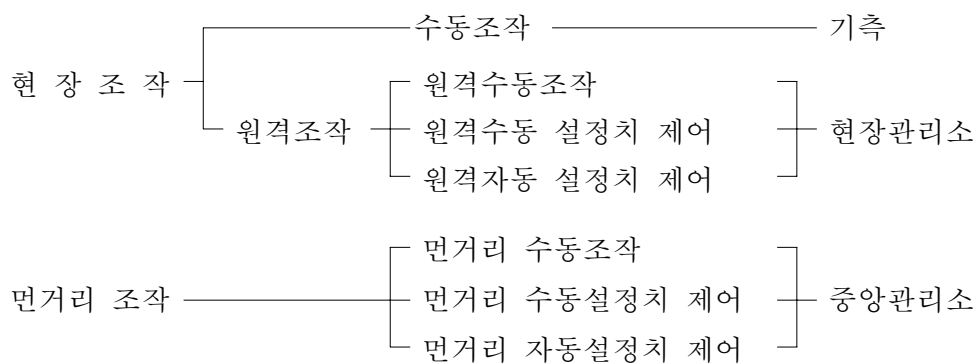 수동조작 기측
현 장 조 작
원격수동조작
원격조작 원격수동 설정치 제어 현장관리소
원격자동 설정치 제어
먼거리 수동조작
먼거리 조작 먼거리 수동설정치 제어 중앙관리소
먼거리 자동설정치 제어